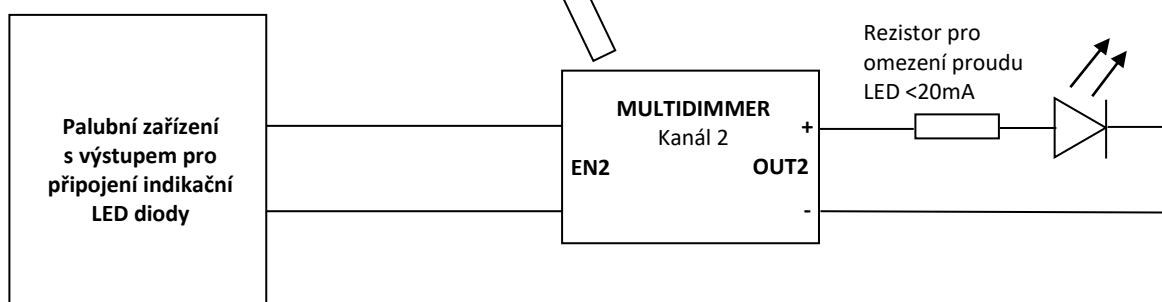 Palubní zařízení
s výstupem pro
připojení indikační
LED diody
MULTIDIMMER
Kanál 2
EN2
OUT2
+
-
Rezistor pro
omezení proudu
LED <20mA